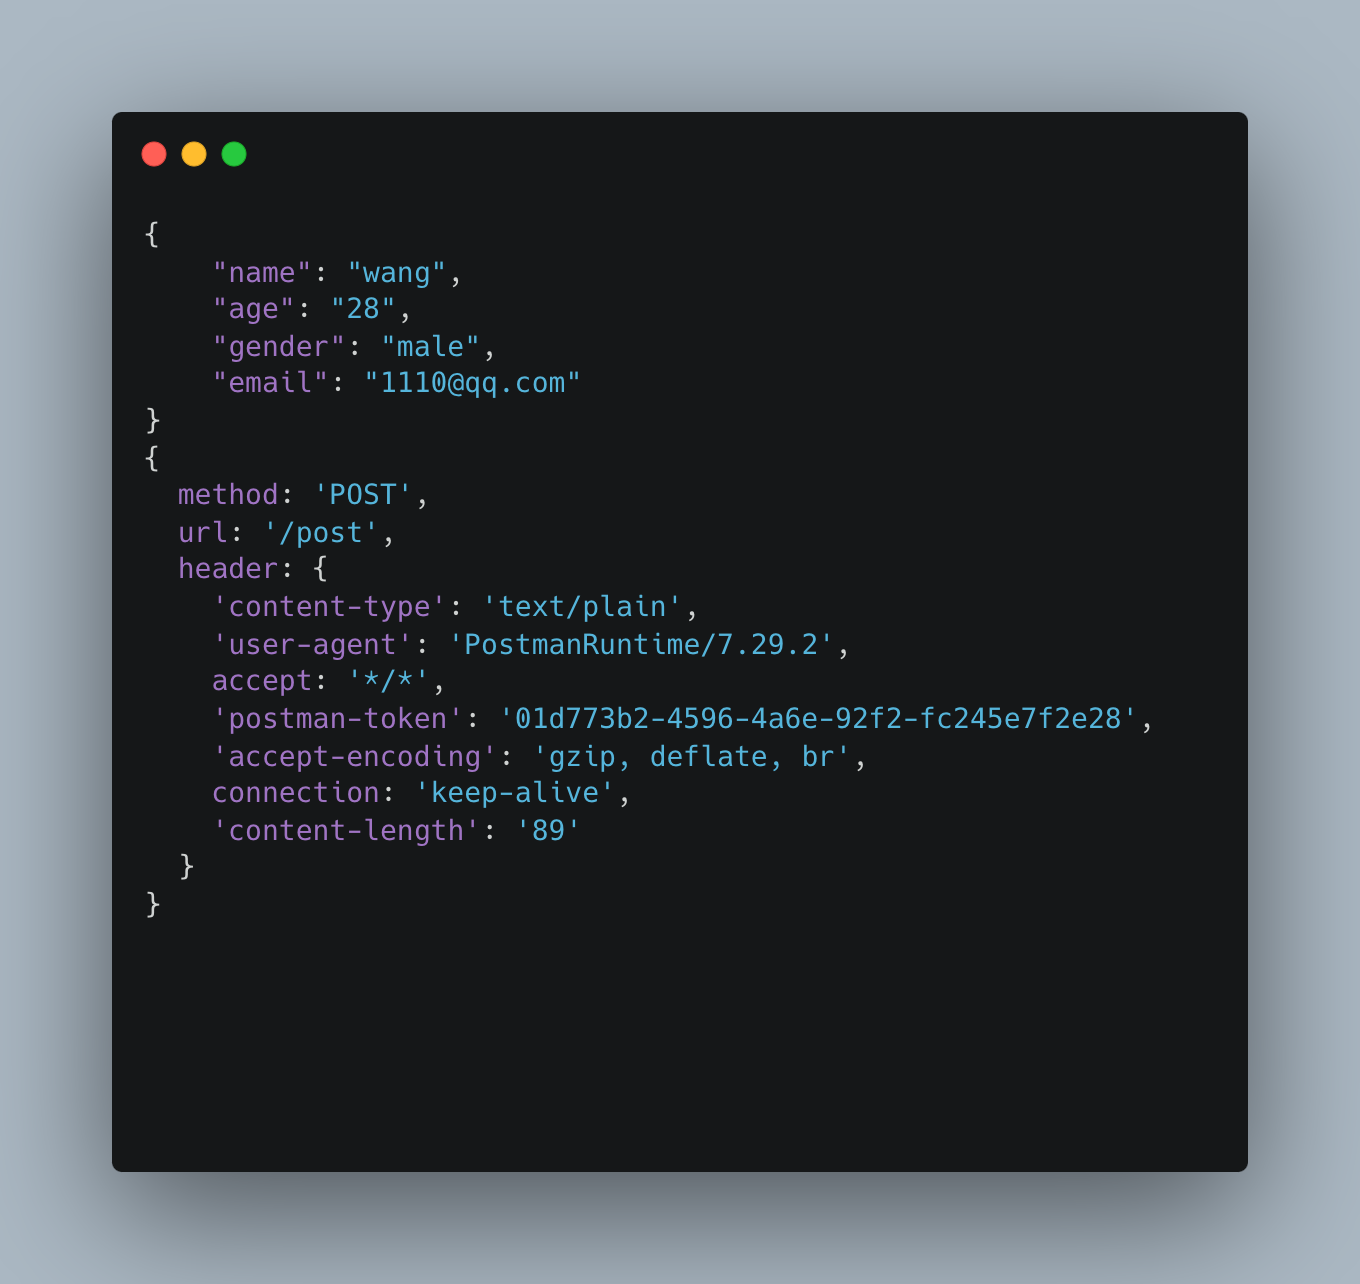 {
    "name": "wang",
    "age": "28",
    "gender": "male",
    "email": "1110@qq.com"
}
{
  method: 'POST',
  url: '/post',
  header: {
    'content-type': 'text/plain',
    'user-agent': 'PostmanRuntime/7.29.2',
    accept: '*/*',
    'postman-token': '01d773b2-4596-4a6e-92f2-fc245e7f2e28',
    'accept-encoding': 'gzip, deflate, br',
    connection: 'keep-alive',
    'content-length': '89'
  }
}